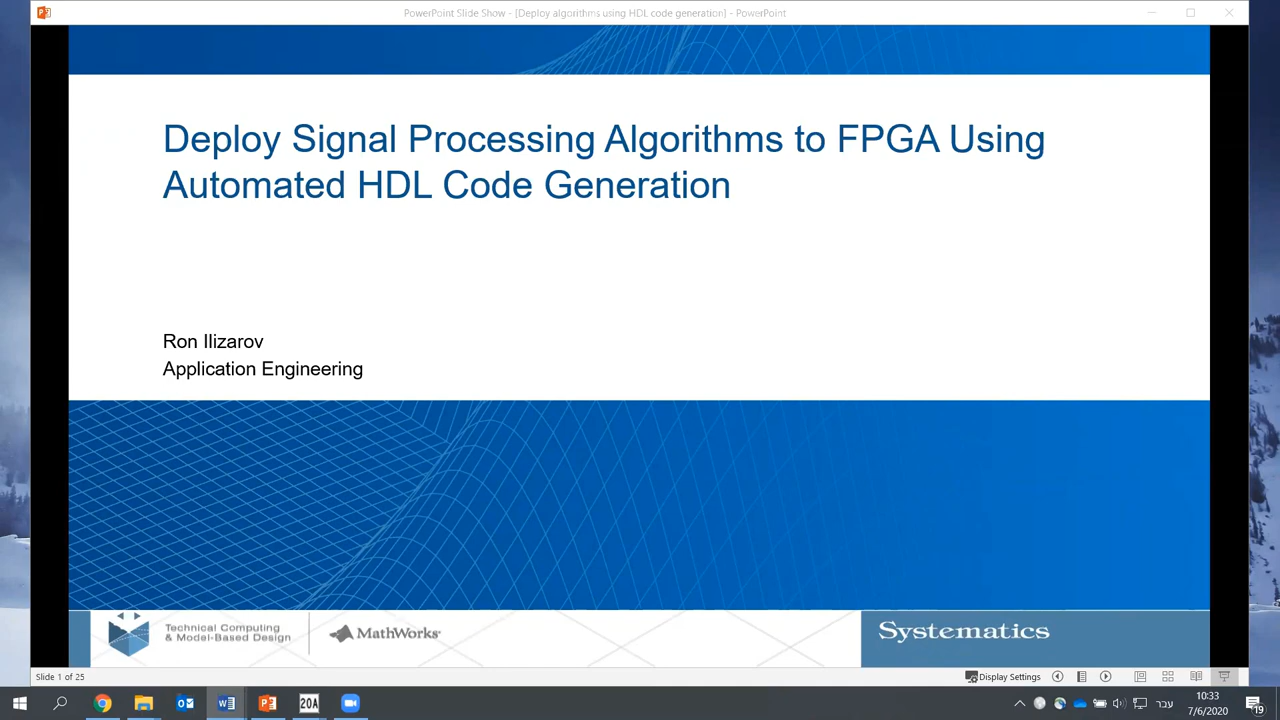 PowerPoint Slide Show - [Deploy algorithms using HDL code generation] - PowerPoint
Deploy Signal Processing Algorithms to FPGA Using
Automated HDL Code Generation
Ron Ilizarov
Application Engineering
Technical Computing
& Model-Based Design
MathWorks
Systematics
Slide 1 of 25
Display Settings
20A
עבר
10:33
7/6/2020
19